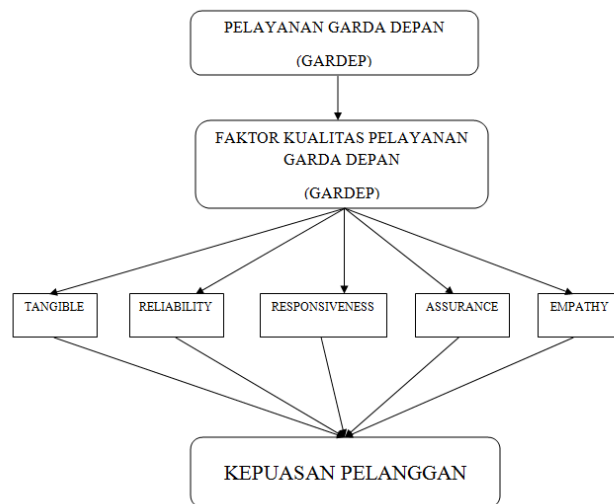 PELAYANAN GARDA DEPAN
(GARDEP)
FAKTOR KUALITAS PELAYANAN
GARDA DEPAN
(GARDEP)
TANGIBLE
RELIABILITY
RESPONSIVENESS
ASSURANCE
EMPATHY
KEPUASAN PELANGGAN